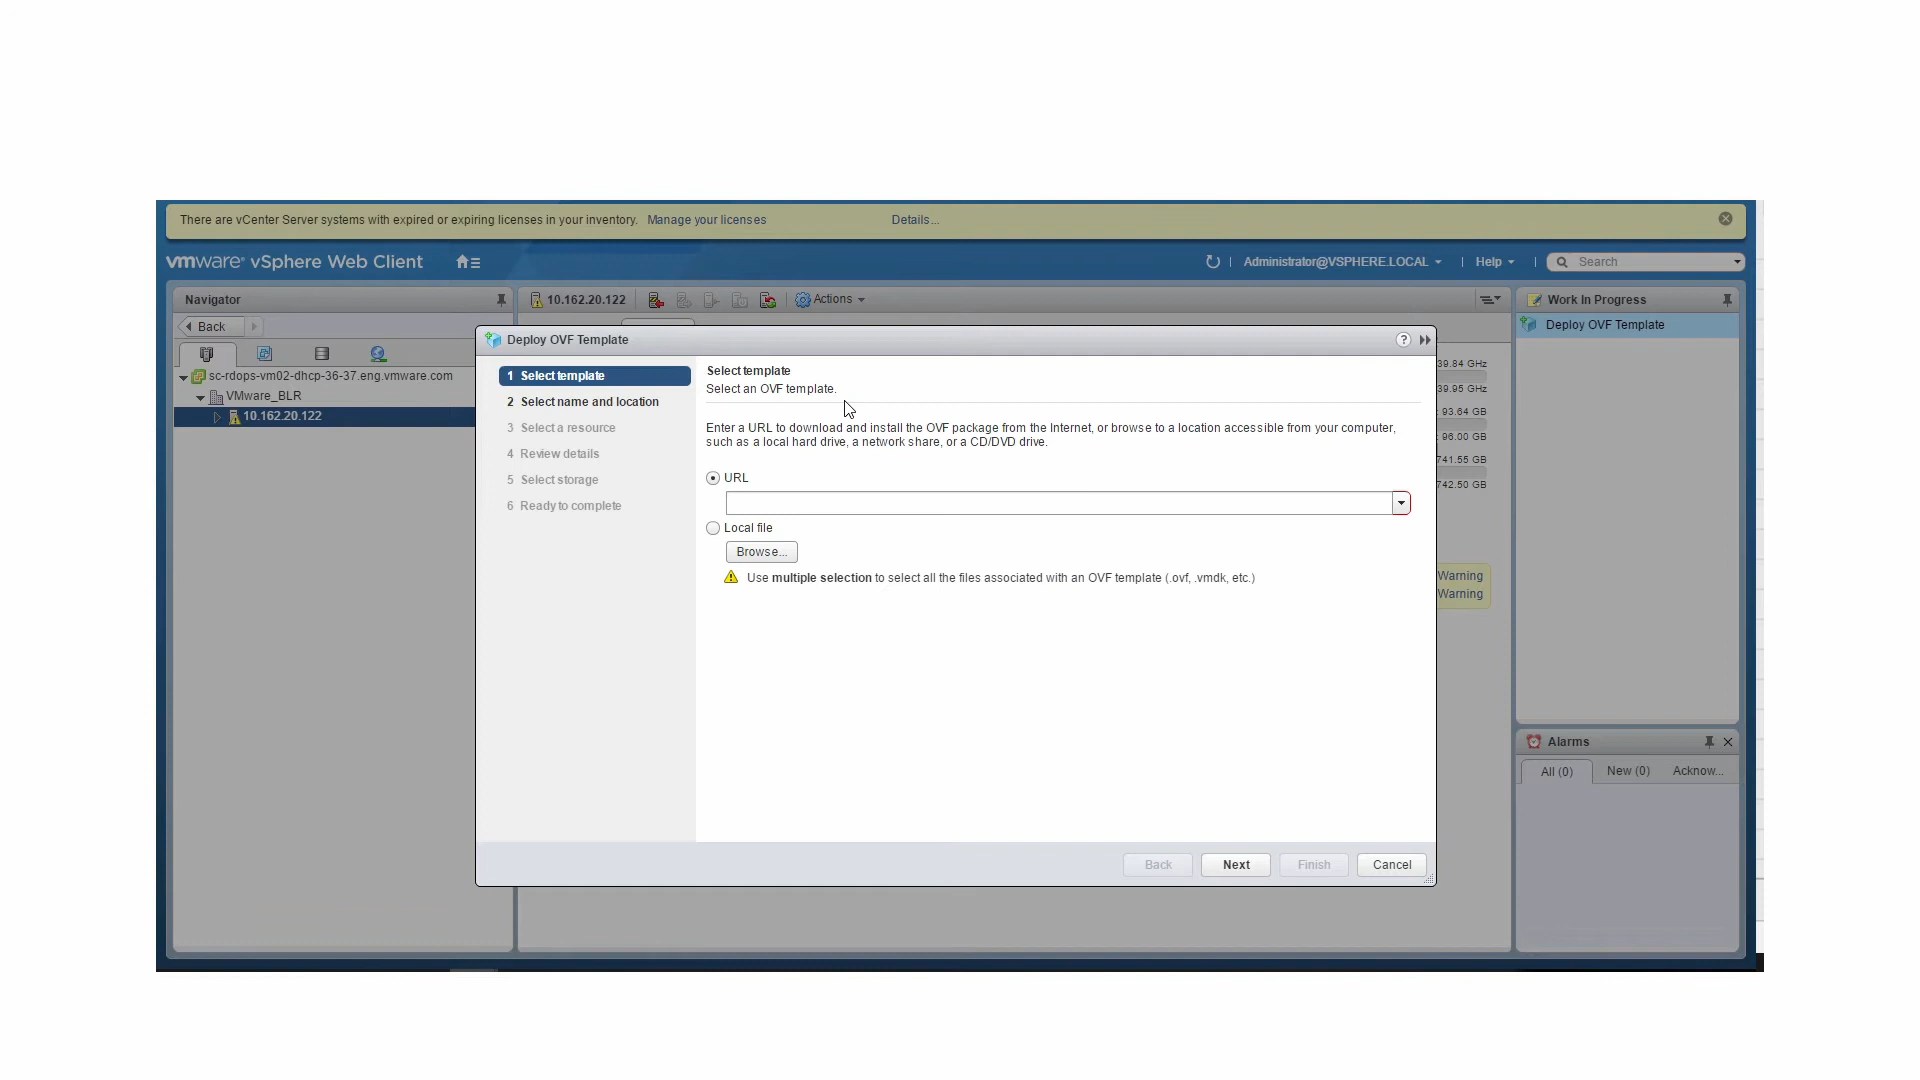 There are vCenter Server systems with expired or expiring licenses in your inventory. Manage your licenses Details...
vmware® vSphere Web Client
Administrator@VSPHERE.LOCAL | Help | Search
Navigator
Back
sc-rdops-vm02-dhcp-36-37.eng.vmware.com
VMware_BLR
10.162.20.122
10.162.20.122 Actions
Deploy OVF Template
1 Select template
2 Select name and location
3 Select a resource
4 Review details
5 Select storage
6 Ready to complete
Select template
Select an OVF template.
Enter a URL to download and install the OVF package from the Internet, or browse to a location accessible from your computer,
such as a local hard drive, a network share, or a CD/DVD drive.
URL
Local file
Browse...
Use multiple selection to select all the files associated with an OVF template (.ovf, .vmdk, etc.)
Back Next Finish Cancel
39.84 GHz
39.95 GHz
: 93.64 GB
: 96.00 GB
741.55 GB
742.50 GB
Warning
Warning
Work In Progress
Deploy OVF Template
Alarms
All (0) New (0) Acknow...